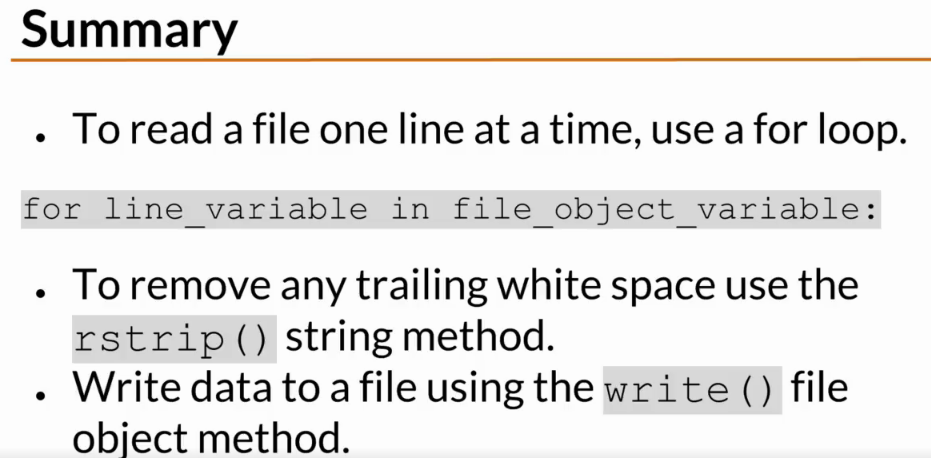 Summary
• To read a file one line at a time, use a for loop.
for line_variable in file_object_variable:
• To remove any trailing white space use the
rstrip() string method.
• Write data to a file using the write() file
object method.